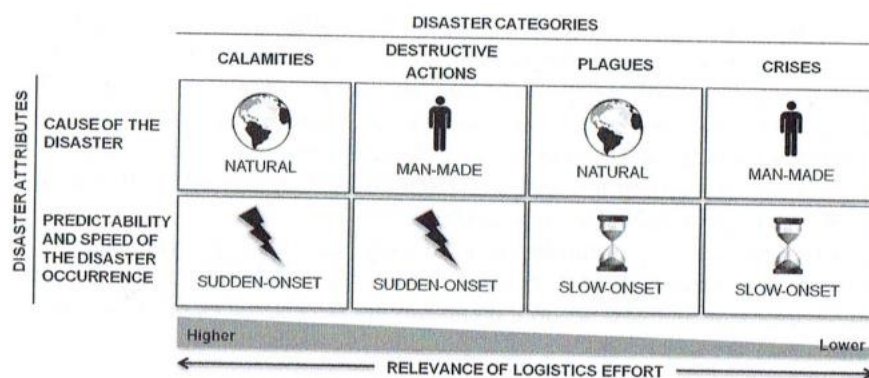 DISASTER CATEGORIES
CALAMITIES
DESTRUCTIVE
ACTIONS
PLAGUES
CRISES
DISASTER ATTRIBUTES
CAUSE OF THE
DISASTER
NATURAL
MAN-MADE
NATURAL
MAN-MADE
PREDICTABILITY
AND SPEED OF
THE DISASTER
OCCURRENCE
SUDDEN-ONSET
SUDDEN-ONSET
SLOW-ONSET
SLOW-ONSET
Higher
Lower
RELEVANCE OF LOGISTICS EFFORT